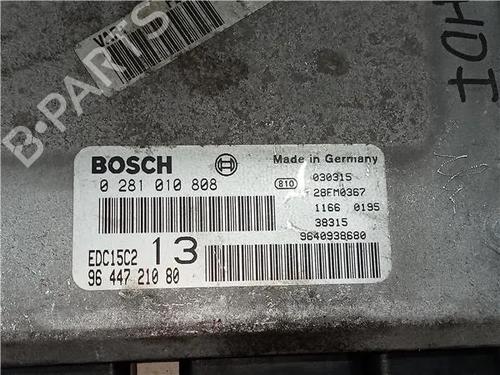 B-PARTS
BOSCH
Made in Germany
0 281 010 808
810
030315
28FM0367
1166 0195
38315
9640938680
EDC15C2
13
96 447 210 80
HDI